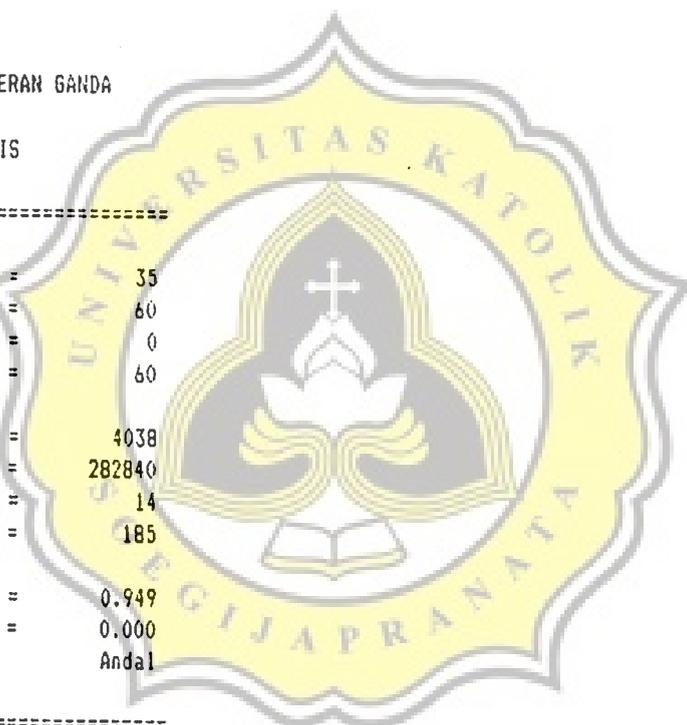 ERAN GANDA
IS
===================
= 35
= 60
= 0
= 60
= 4038
= 282840
= 14
= 185
= 0.949
= 0.000
Andal
===================
UNIVERSITAS KATOLIK
SOEGIJAPRANATA